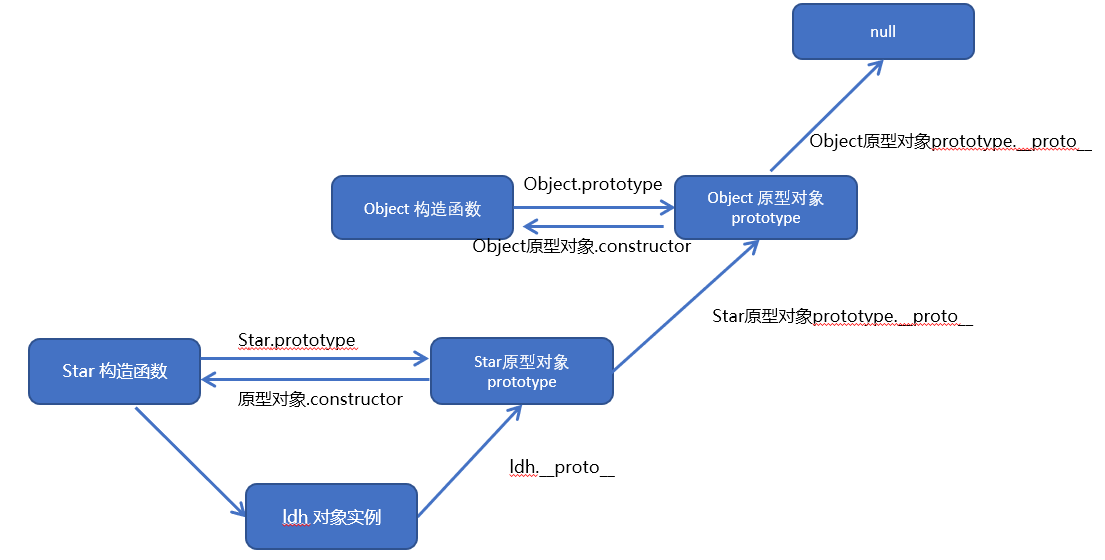 null
Object原型对象prototype.__proto__
Object 构造函数
Object.prototype
Object 原型对象
prototype
Object原型对象.constructor
Star原型对象prototype.__proto__
Star 构造函数
Star.prototype
Star原型对象
prototype
原型对象.constructor
ldh.__proto__
ldh 对象实例